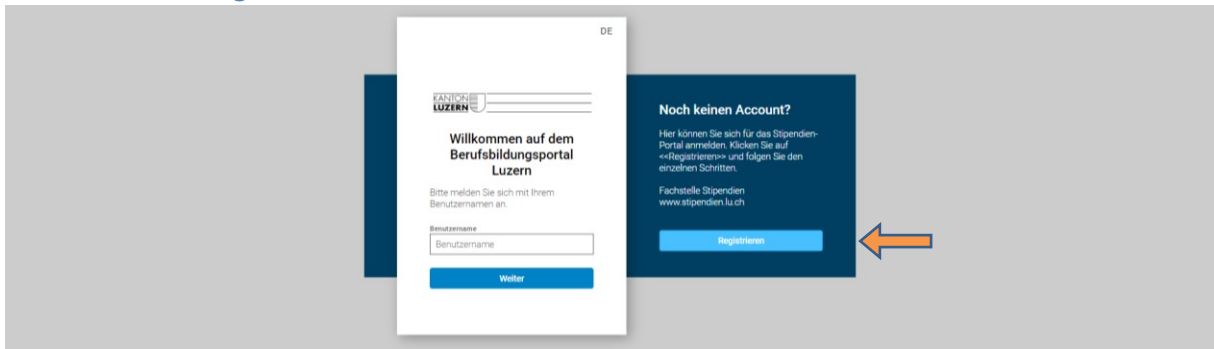 DE
KANTON
LUZERN
Willkommen auf dem
Berufsbildungsportal
Luzern
Bitte melden Sie sich mit Ihrem
Benutzernamen an.
Benutzername
Benutzername
Weiter
Noch keinen Account?
Hier können Sie sich für das Stipendien-
Portal anmelden. Klicken Sie auf
<<Registrieren>> und folgen Sie den
einzelnen Schritten.
Fachstelle Stipendien
www.stipendien.lu.ch
Registrieren